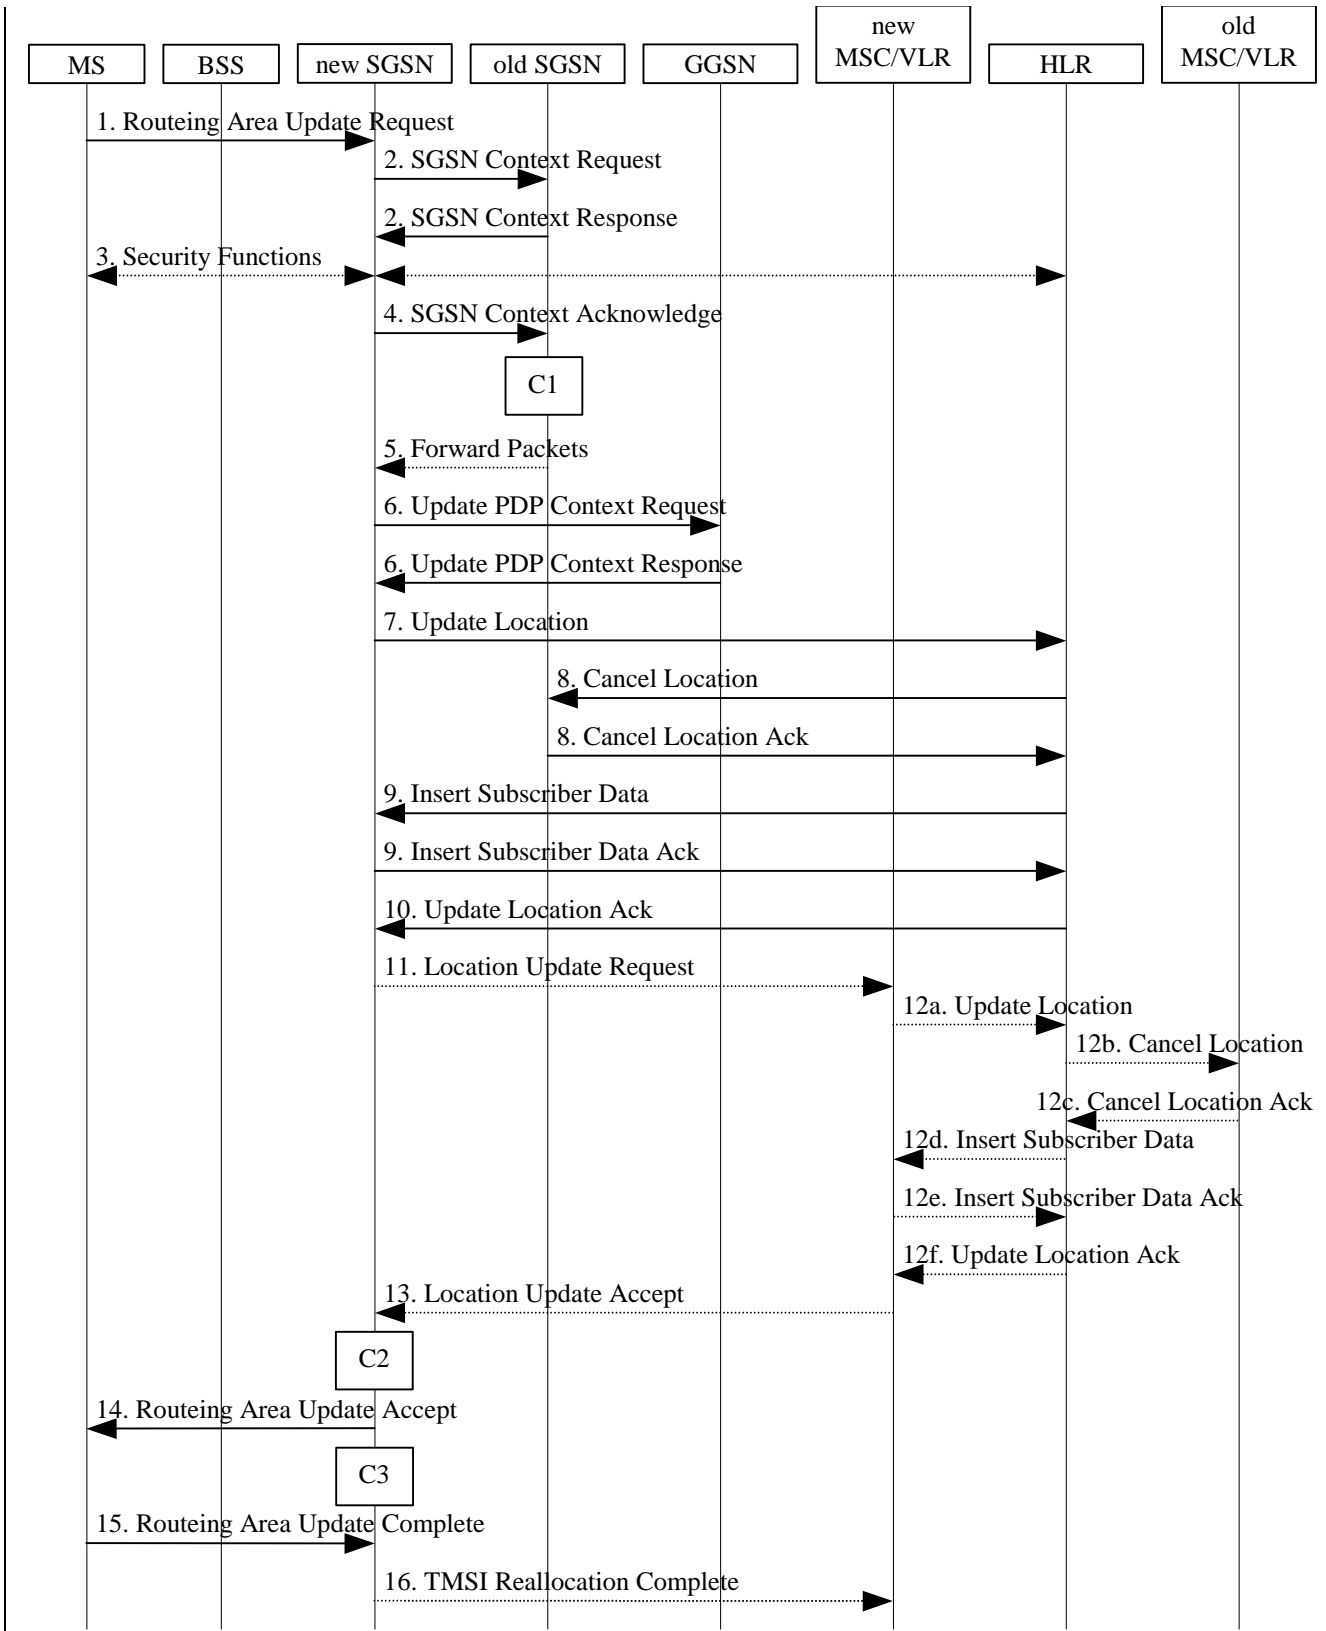 new
MSC/VLR
old
MSC/VLR
MS
BSS
new SGSN
old SGSN
GGSN
HLR
1. Routeing Area Update Request
2. SGSN Context Request
2. SGSN Context Response
3. Security Functions
4. SGSN Context Acknowledge
C1
5. Forward Packets
6. Update PDP Context Request
6. Update PDP Context Response
7. Update Location
8. Cancel Location
8. Cancel Location Ack
9. Insert Subscriber Data
9. Insert Subscriber Data Ack
10. Update Location Ack
11. Location Update Request
12a. Update Location
12b. Cancel Location
12c. Cancel Location Ack
12d. Insert Subscriber Data
12e. Insert Subscriber Data Ack
12f. Update Location Ack
13. Location Update Accept
C2
14. Routeing Area Update Accept
C3
15. Routeing Area Update Complete
16. TMSI Reallocation Complete